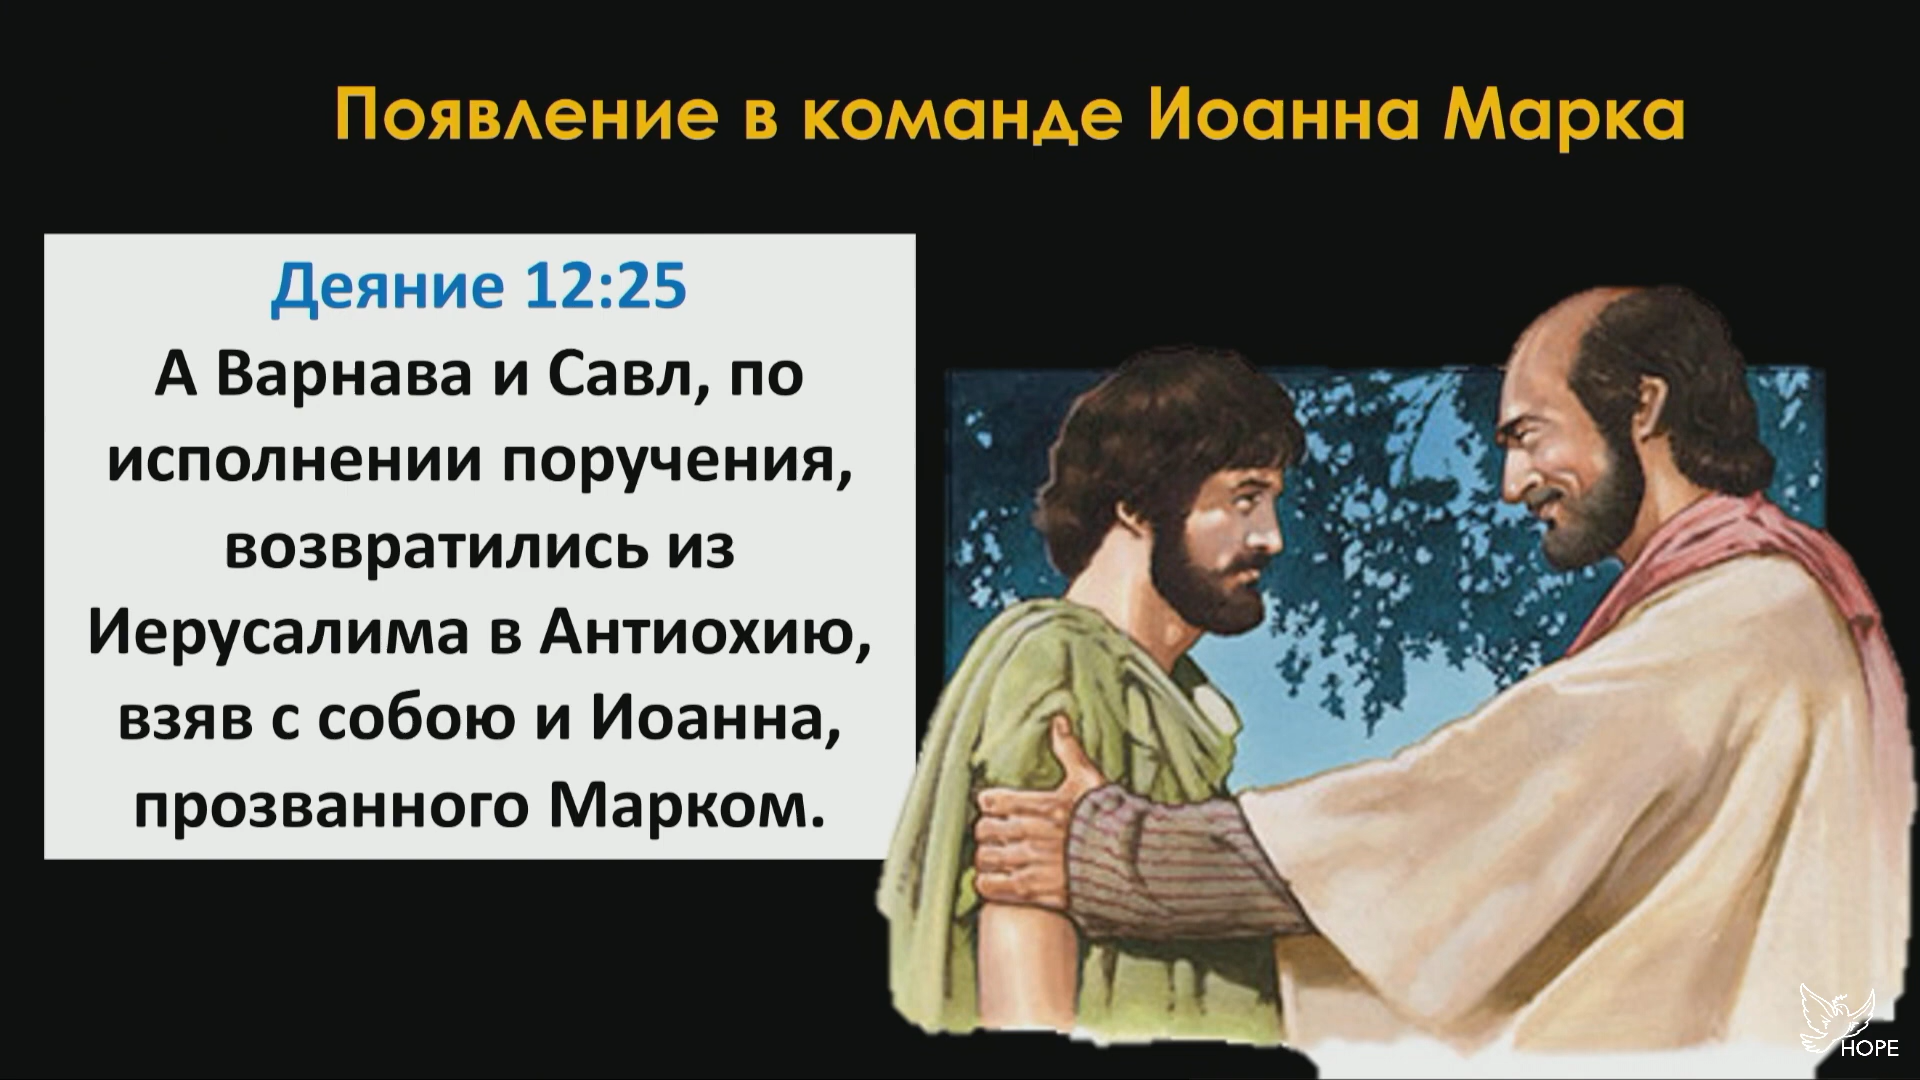 Появление в команде Иоанна Марка
Деяние 12:25
А Варнава и Савл, по
исполнении поручения,
возвратились из
Иерусалима в Антиохию,
взяв с собою и Иоанна,
прозванного Марком.
HOPE